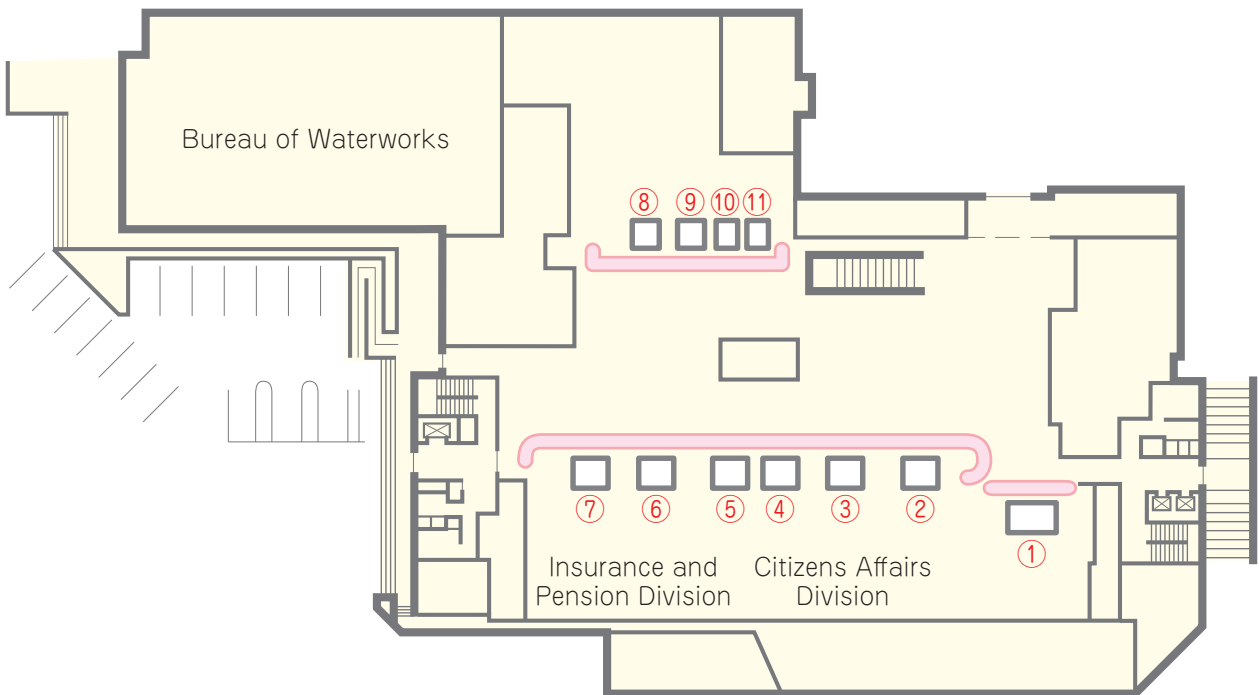 Bureau of Waterworks
⑧ ⑨ ⑩ ⑪
⑦ ⑥ ⑤ ④ ③ ②
①
Insurance and
Pension Division
Citizens Affairs
Division